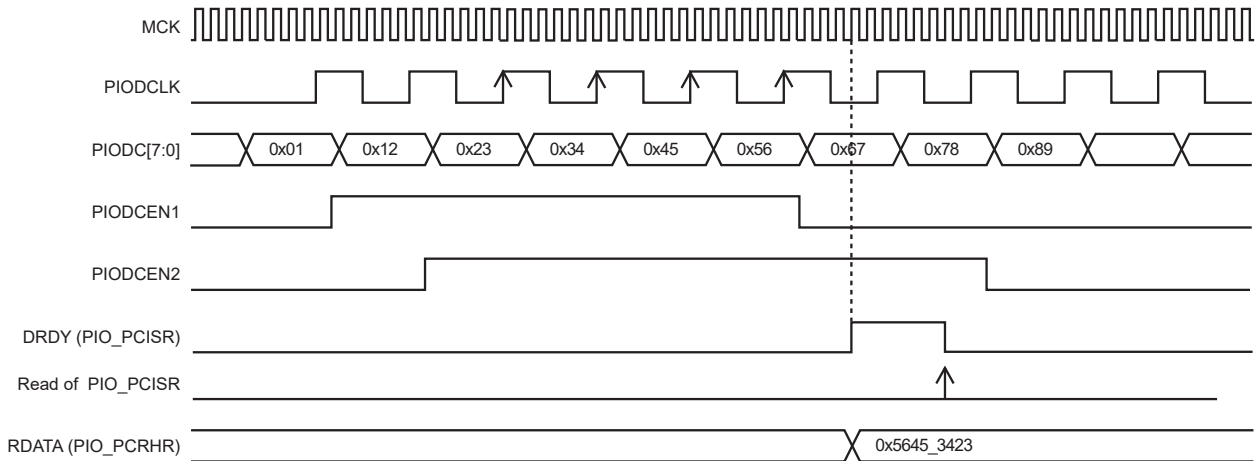 MCK
PIODCLK
PIODC[7:0] 0x01 0x12 0x23 0x34 0x45 0x56 0x67 0x78 0x89
PIODCEN1
PIODCEN2
DRDY (PIO_PCISR)
Read of PIO_PCISR
RDATA (PIO_PCRHR) 0x5645_3423